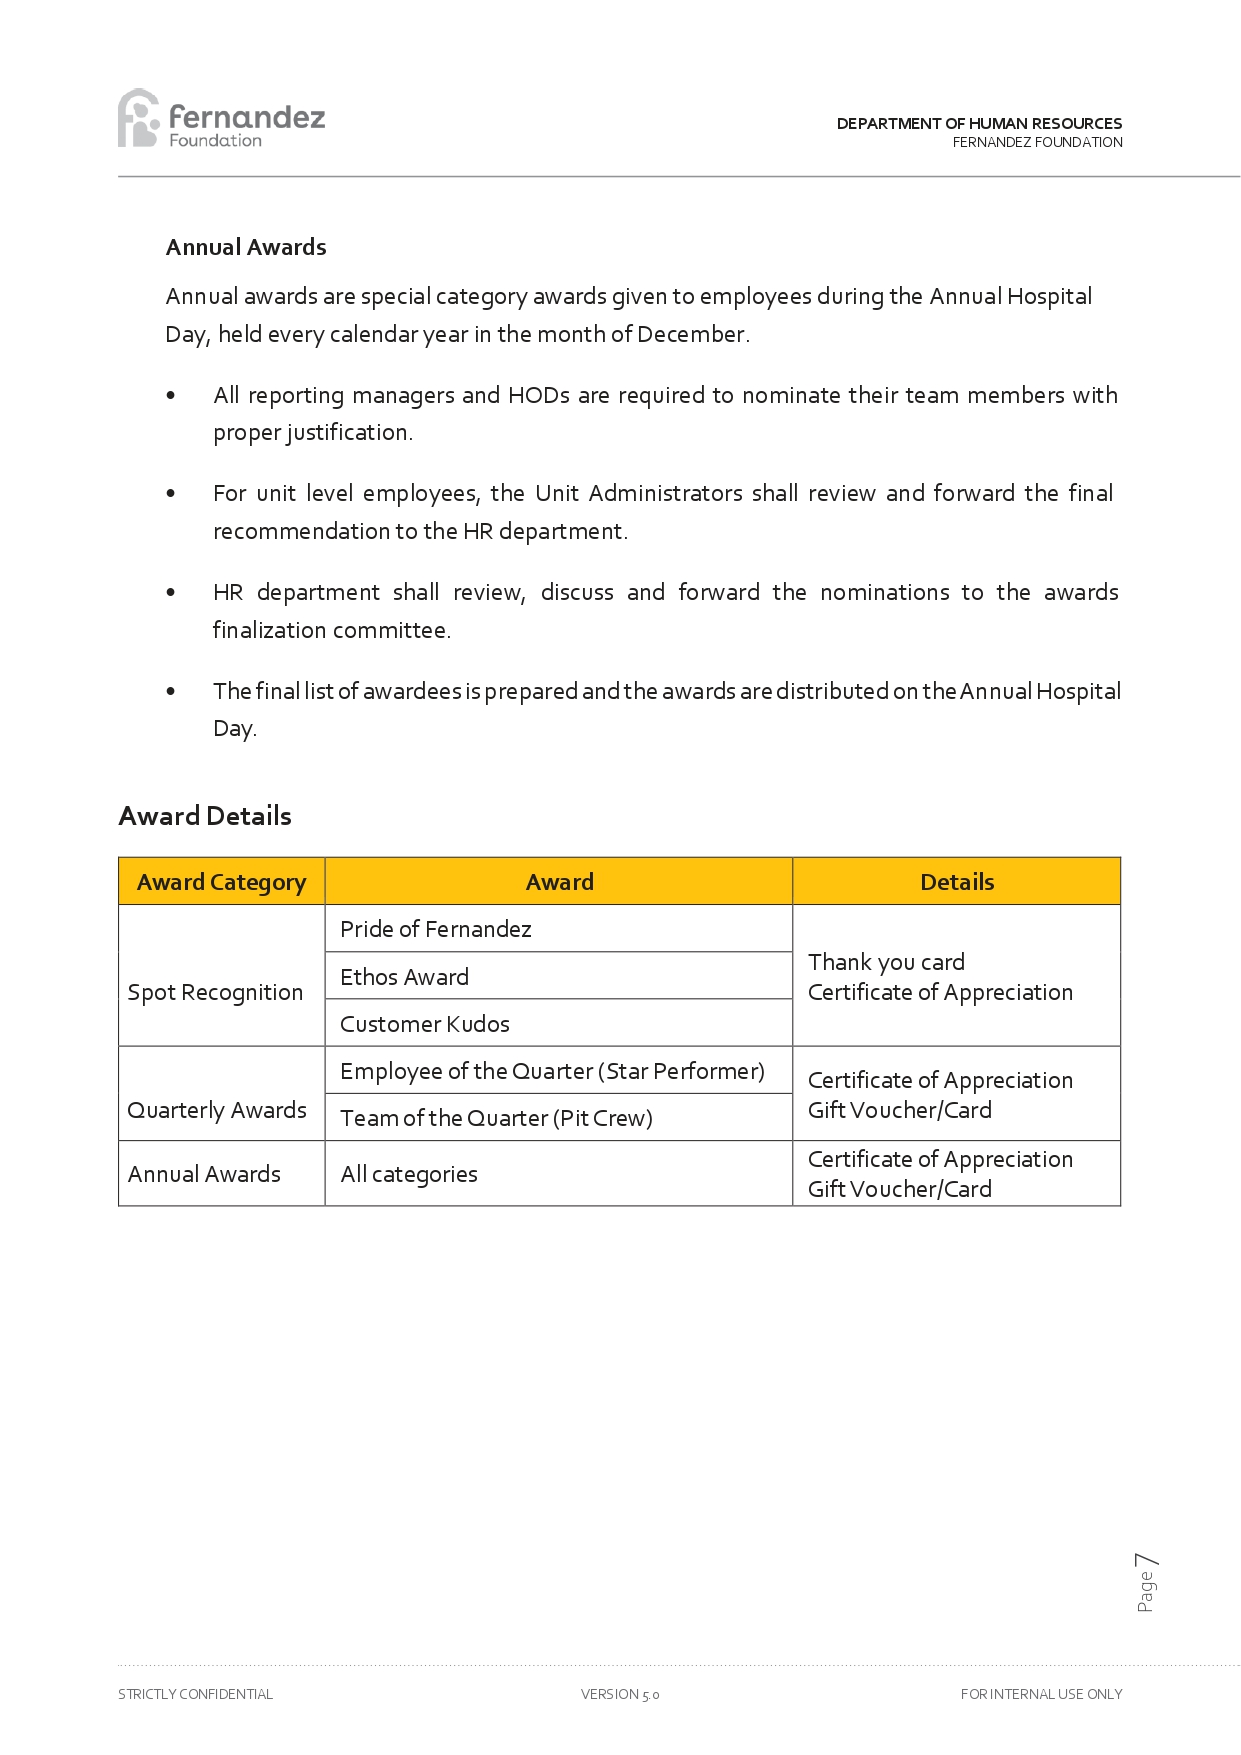 fernandez
Foundation
DEPARTMENT OF HUMAN RESOURCES
FERNANDEZ FOUNDATION
Annual Awards
Annual awards are special category awards given to employees during the Annual Hospital
Day, held every calendar year in the month of December.
• All reporting managers and HODs are required to nominate their team members with
proper justification.
• For unit level employees, the Unit Administrators shall review and forward the final
recommendation to the HR department.
• HR department shall review, discuss and forward the nominations to the awards
finalization committee.
• The final list of awardees is prepared and the awards are distributed on the Annual Hospital
Day.
Award Details
Award Category Award Details
Spot Recognition
Pride of Fernandez
Ethos Award
Customer Kudos
Thank you card
Certificate of Appreciation
Quarterly Awards
Employee of the Quarter (Star Performer)
Team of the Quarter (Pit Crew)
Certificate of Appreciation
Gift Voucher/Card
Annual Awards
All categories
Certificate of Appreciation
Gift Voucher/Card
Page 7
STRICTLY CONFIDENTIAL VERSION 5.0 FOR INTERNAL USE ONLY